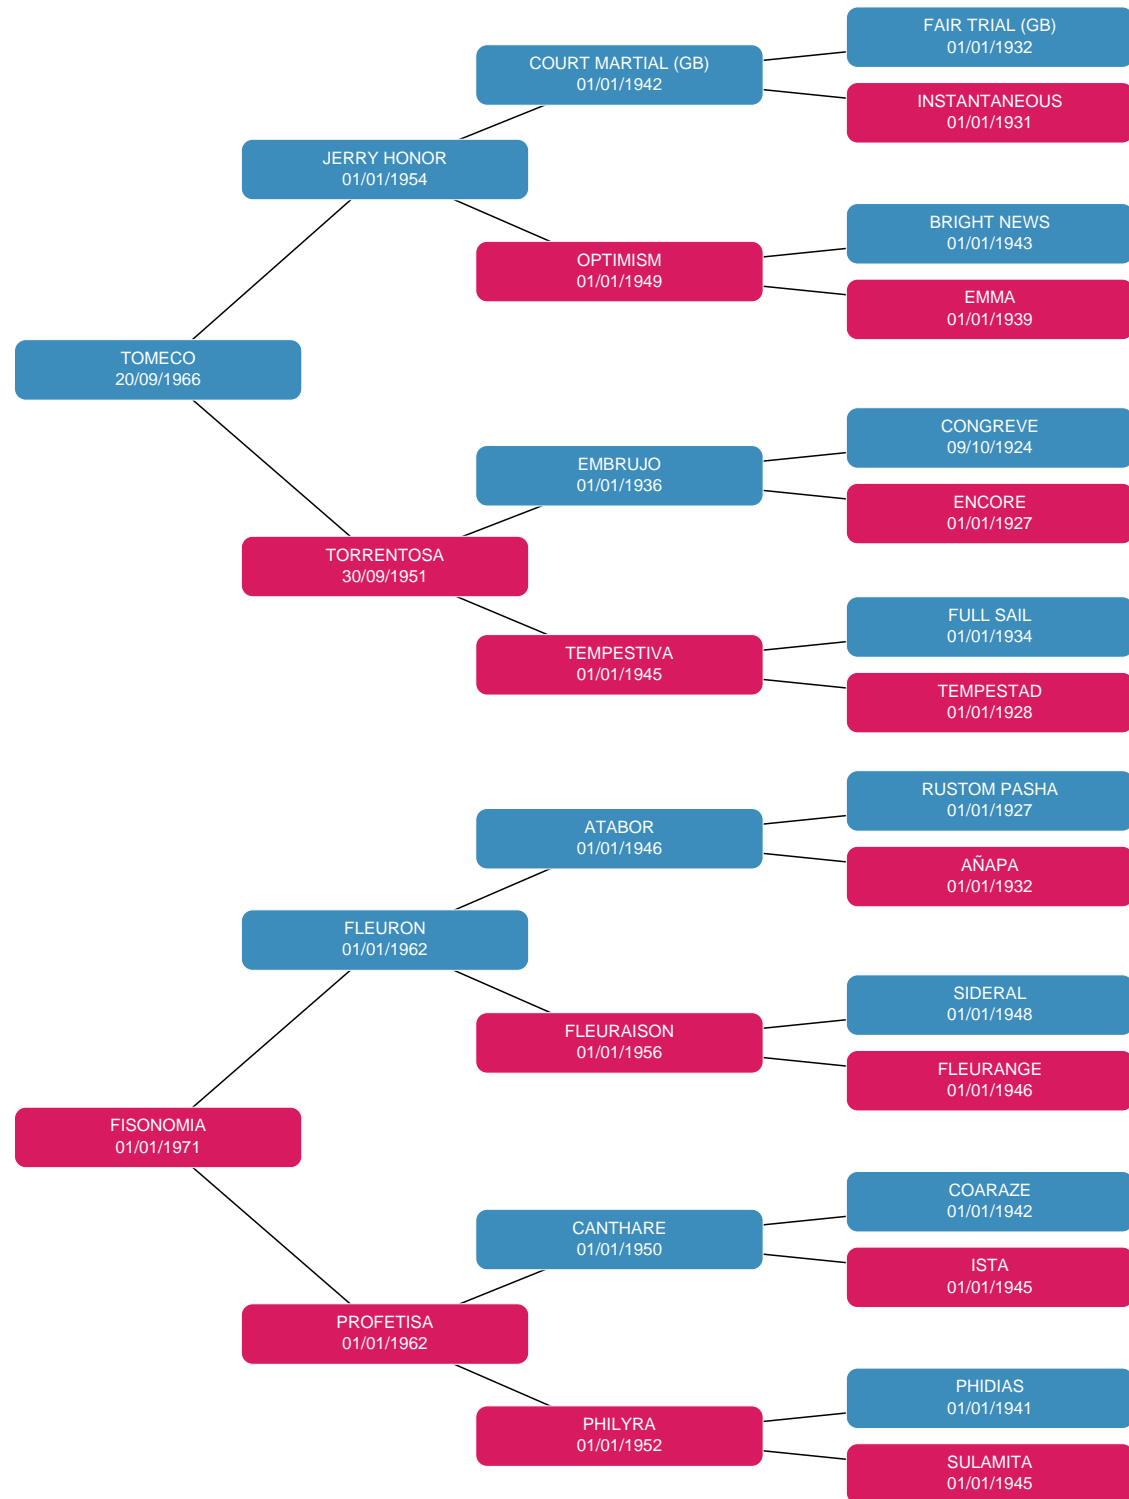 FAIR TRIAL (GB)
01/01/1932
COURT MARTIAL (GB)
01/01/1942
INSTANTANEOUS
01/01/1931
JERRY HONOR
01/01/1954
BRIGHT NEWS
01/01/1943
OPTIMISM
01/01/1949
EMMA
01/01/1939
TOMECO
20/09/1966
CONGREVE
09/10/1924
EMBRUJO
01/01/1936
ENCORE
01/01/1927
TORRENTOSA
30/09/1951
FULL SAIL
01/01/1934
TEMPESTIVA
01/01/1945
TEMPESTAD
01/01/1928
RUSTOM PASHA
01/01/1927
ATABOR
01/01/1946
AÑAPA
01/01/1932
FLEURON
01/01/1962
SIDERAL
01/01/1948
FLEURAISON
01/01/1956
FLEURANGE
01/01/1946
FISONOMIA
01/01/1971
COARAZE
01/01/1942
CANTHARE
01/01/1950
ISTA
01/01/1945
PROFETISA
01/01/1962
PHIDIAS
01/01/1941
PHILYRA
01/01/1952
SULAMITA
01/01/1945